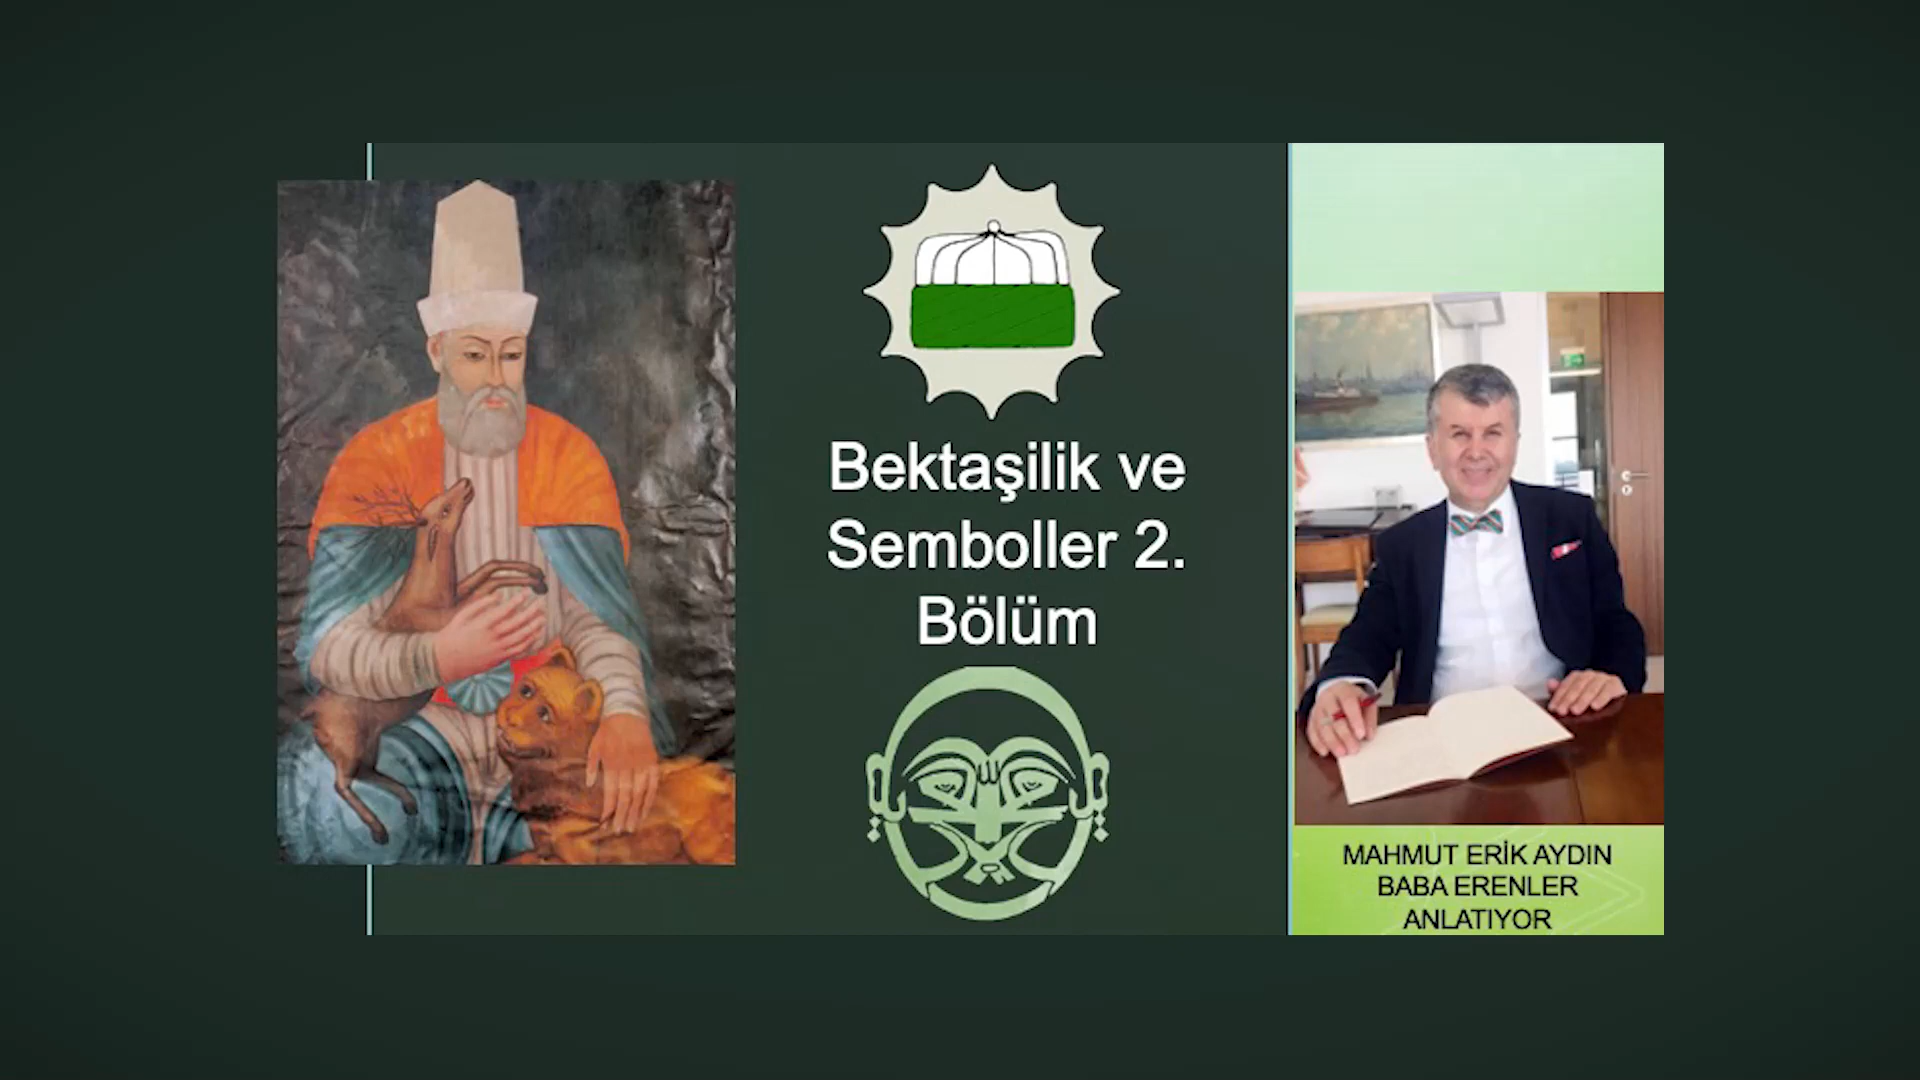 Bektaşilik ve
Semboller 2.
Bölüm
MAHMUT ERİK AYDIN
BABA ERENLER
ANLATIYOR